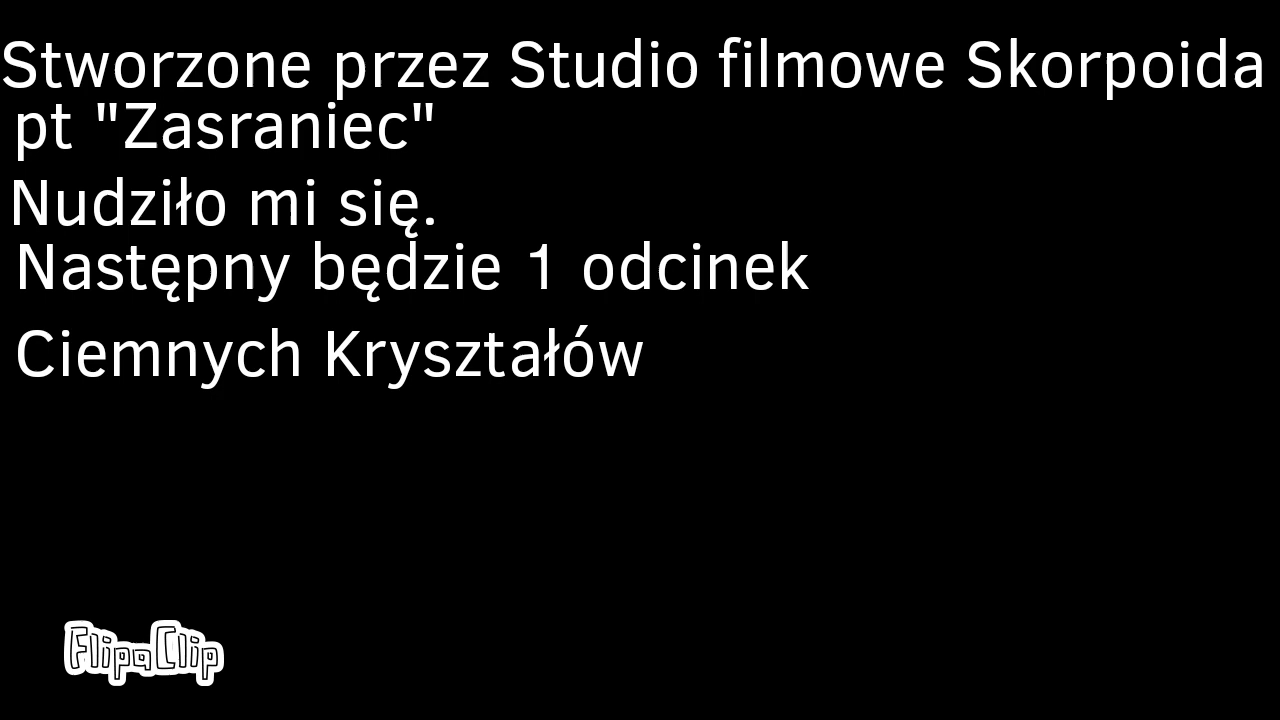 Stworzone przez Studio filmowe Skorpoida
pt "Zasraniec"
Nudziło mi się.
Następny będzie 1 odcinek
Ciemnych Kryształów
FlipaClip